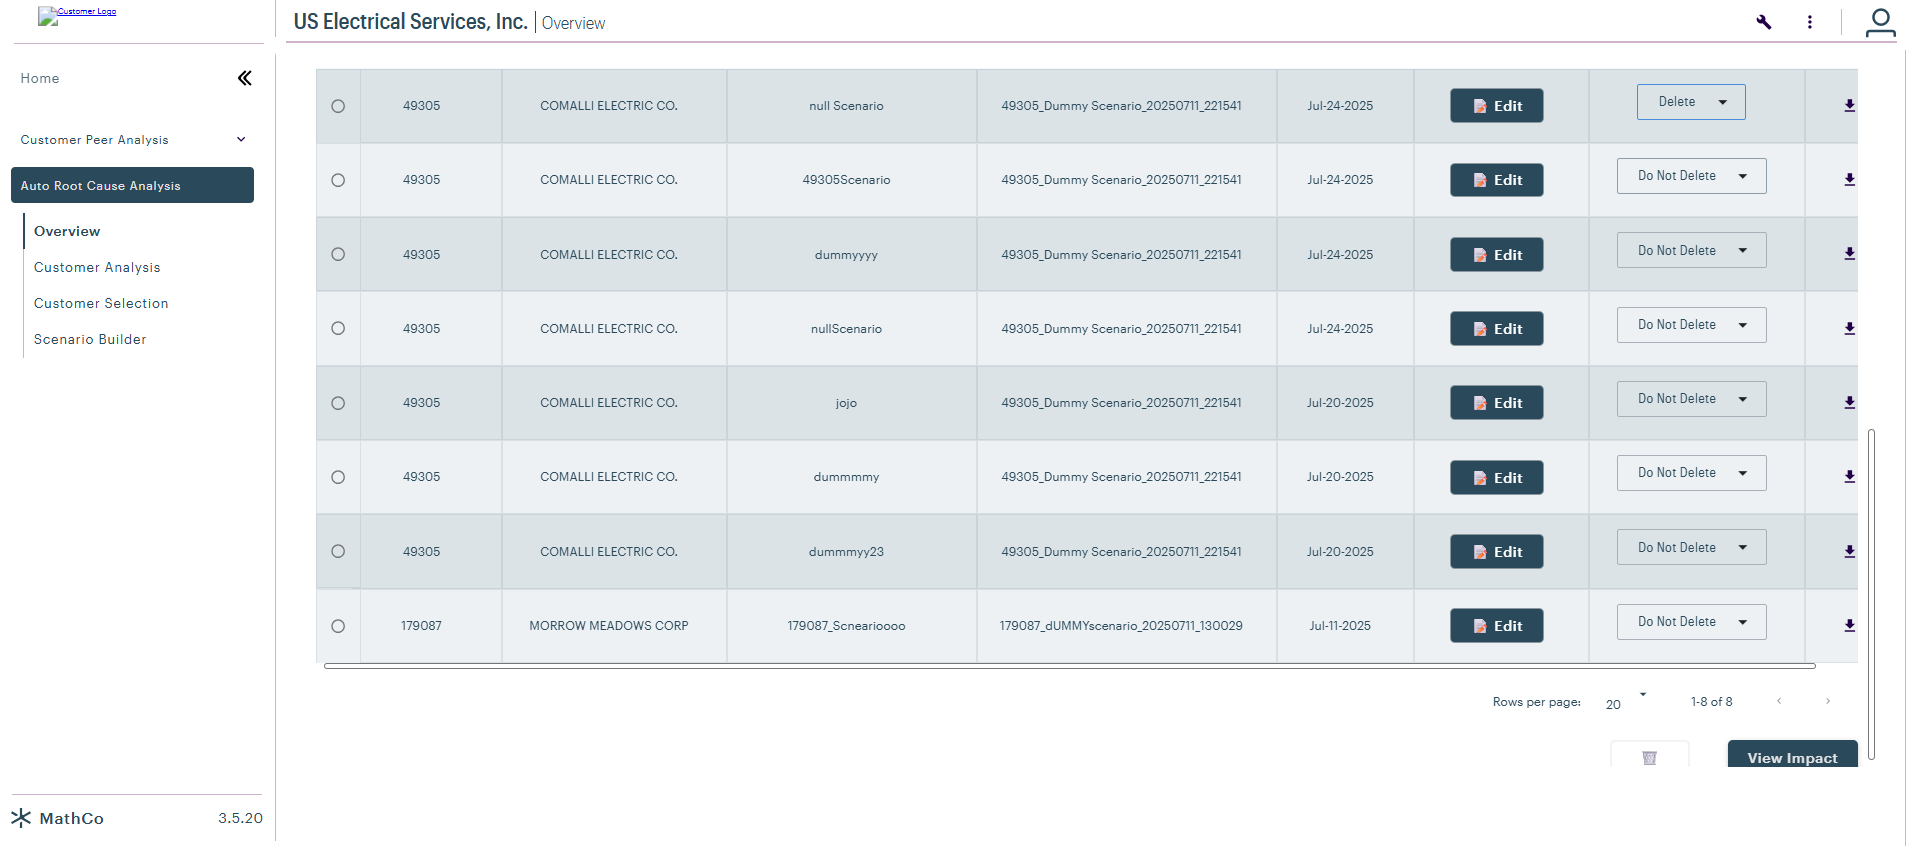 Customer Logo
US Electrical Services, Inc. | Overview
Home
Customer Peer Analysis
Auto Root Cause Analysis
Overview
Customer Analysis
Customer Selection
Scenario Builder
49305 COMALLI ELECTRIC CO. null Scenario 49305_Dummy Scenario_20250711_221541 Jul-24-2025 Edit Delete
49305 COMALLI ELECTRIC CO. 49305Scenario 49305_Dummy Scenario_20250711_221541 Jul-24-2025 Edit Do Not Delete
49305 COMALLI ELECTRIC CO. dummyyyy 49305_Dummy Scenario_20250711_221541 Jul-24-2025 Edit Do Not Delete
49305 COMALLI ELECTRIC CO. nullScenario 49305_Dummy Scenario_20250711_221541 Jul-24-2025 Edit Do Not Delete
49305 COMALLI ELECTRIC CO. jojo 49305_Dummy Scenario_20250711_221541 Jul-20-2025 Edit Do Not Delete
49305 COMALLI ELECTRIC CO. dummmmy 49305_Dummy Scenario_20250711_221541 Jul-20-2025 Edit Do Not Delete
49305 COMALLI ELECTRIC CO. dummmyy23 49305_Dummy Scenario_20250711_221541 Jul-20-2025 Edit Do Not Delete
179087 MORROW MEADOWS CORP 179087_Scnearioooo 179087_dUMMYscenario_20250711_130029 Jul-11-2025 Edit Do Not Delete
Rows per page: 20 1-8 of 8
View Impact
MathCo 3.5.20